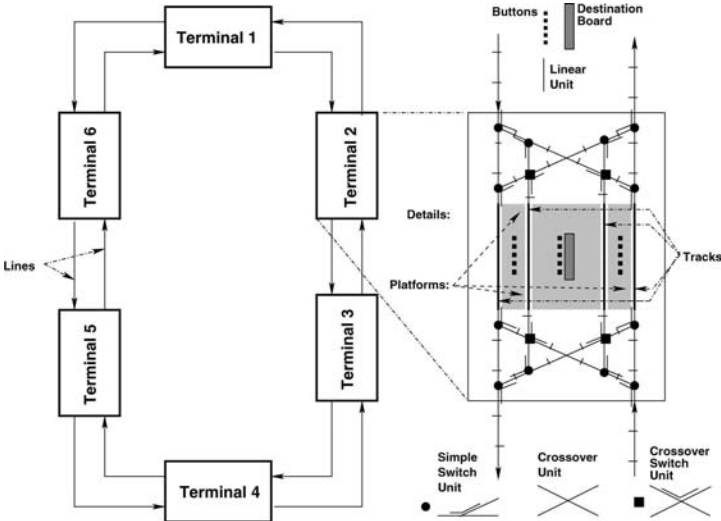 Terminal 1
Terminal 6
Terminal 2
Lines
Terminal 5
Terminal 3
Terminal 4
Buttons
Destination
Board
Linear
Unit
Details:
Platforms:
Tracks
Simple
Switch
Unit
Crossover
Unit
Crossover
Switch Unit